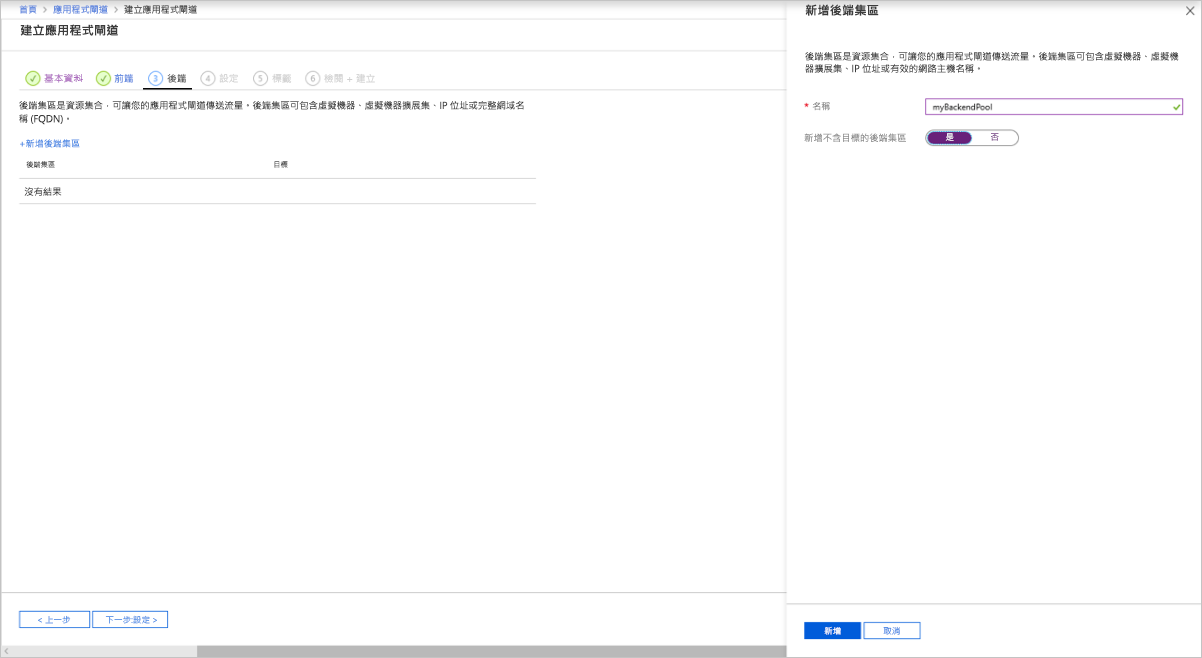 首頁 > 應用程式閘道 > 建立應用程式閘道
建立應用程式閘道
✓ 基本資料 ✓ 前端 3 後端 4 設定 5 標籤 6 檢閱 + 建立
後端集區是資源集合，可讓您的應用程式閘道傳送流量。後端集區可包含虛擬機器、虛擬機器擴展集、IP 位址或完整網域名
稱 (FQDN)。
+新增後端集區
後端集區 目標
沒有結果
< 上一步 下一步:設定 >
新增後端集區
後端集區是資源集合，可讓您的應用程式閘道傳送流量。後端集區可包含虛擬機器、虛擬機
器擴展集、IP 位址或有效的網路主機名稱。
* 名稱 myBackendPool
新增不含目標的後端集區 是 否
新增 取消